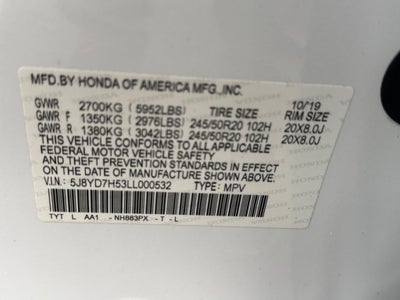 MFD.BY HONDA OF AMERICA MFG.,INC. 10/19
GVWR 2700KG (5952LBS) TIRE SIZE RIM SIZE
GAWR F 1350KG (2976LBS) 245/50R20 102H 20X8.0J
GAWR R 1380KG (3042LBS) 245/50R20 102H 20X8.0J
THIS VEHICLE CONFORMS TO ALL APPLICABLE
FEDERAL MOTOR VEHICLE SAFETY
AND THEFT PREVENTION STANDARDS IN EFFECT
ON THE DATE OF MANUFACTURE SHOWN ABOVE.
V.I.N.: 5J8YD7H53LL000532 TYPE: MPV
TYT L AA1 - NH883PX. - T - L